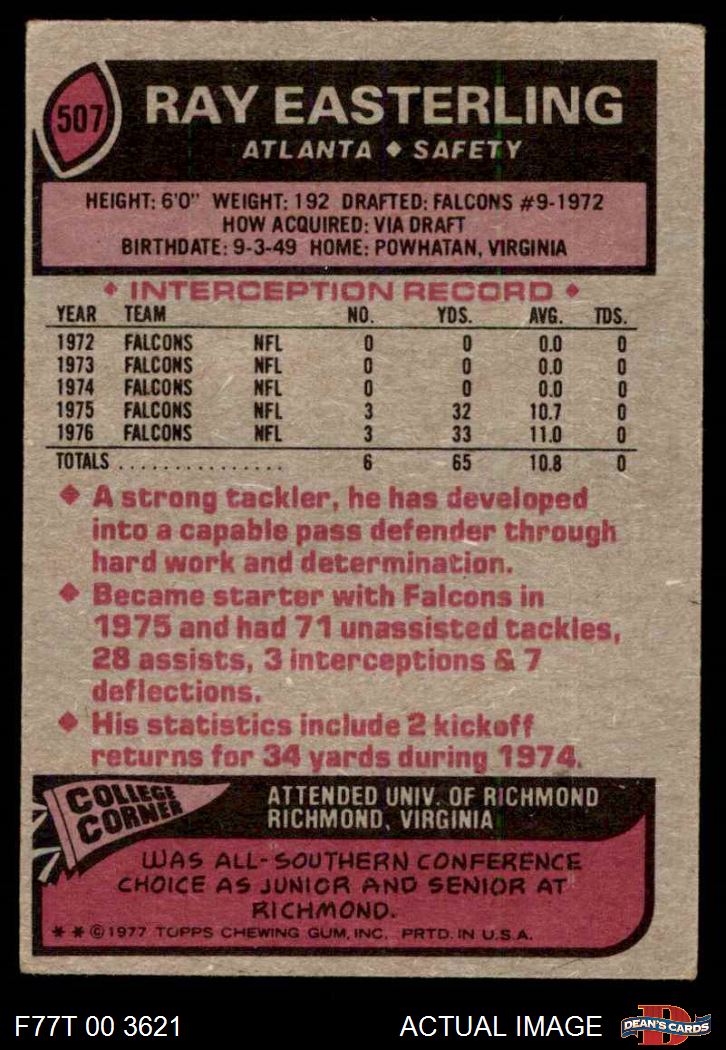 507
RAY EASTERLING
ATLANTA ♦ SAFETY
HEIGHT: 6'0" WEIGHT: 192 DRAFTED: FALCONS #9-1972
HOW ACQUIRED: VIA DRAFT
BIRTHDATE: 9-3-49 HOME: POWHATAN, VIRGINIA
♦ INTERCEPTION RECORD ♦
YEAR TEAM NO. YDS. AVG. TDS.
1972 FALCONS NFL 0 0 0.0 0
1973 FALCONS NFL 0 0 0.0 0
1974 FALCONS NFL 0 0 0.0 0
1975 FALCONS NFL 3 32 10.7 0
1976 FALCONS NFL 3 33 11.0 0
TOTALS ............... 6 65 10.8 0
♦ A strong tackler, he has developed
into a capable pass defender through
hard work and determination.
♦ Became starter with Falcons in
1975 and had 71 unassisted tackles,
28 assists, 3 interceptions & 7
deflections.
♦ His statistics include 2 kickoff
returns for 34 yards during 1974.
COLLEGE
CORNER
ATTENDED UNIV. OF RICHMOND
RICHMOND, VIRGINIA
WAS ALL-SOUTHERN CONFERENCE
CHOICE AS JUNIOR AND SENIOR AT
RICHMOND.
* * © 1977 TOPPS CHEWING GUM, INC. PRTD. IN U.S.A.
F77T 00 3621 ACTUAL IMAGE
D
DEAN'S CARDS